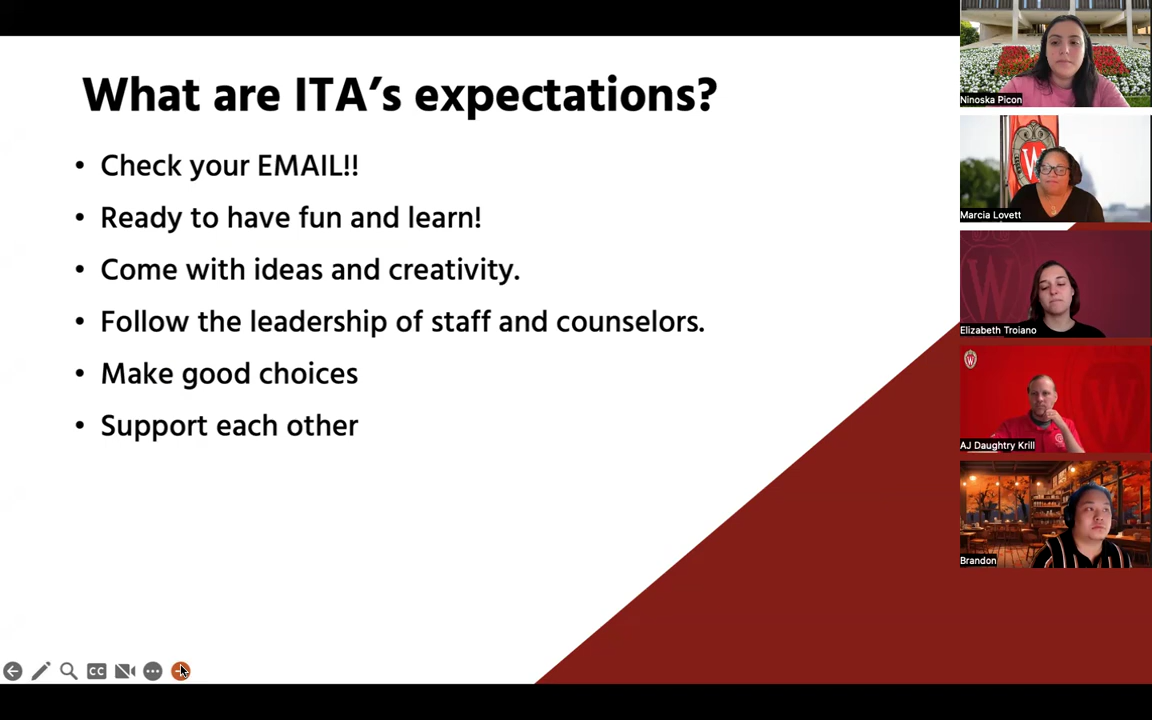 What are ITA’s expectations?
• Check your EMAIL!!
• Ready to have fun and learn!
• Come with ideas and creativity.
• Follow the leadership of staff and counselors.
• Make good choices
• Support each other
CC
Ninoska Picon
W
Marcia Lovett
W
Elizabeth Troiano
W
AJ Daughtry Krill
Brandon